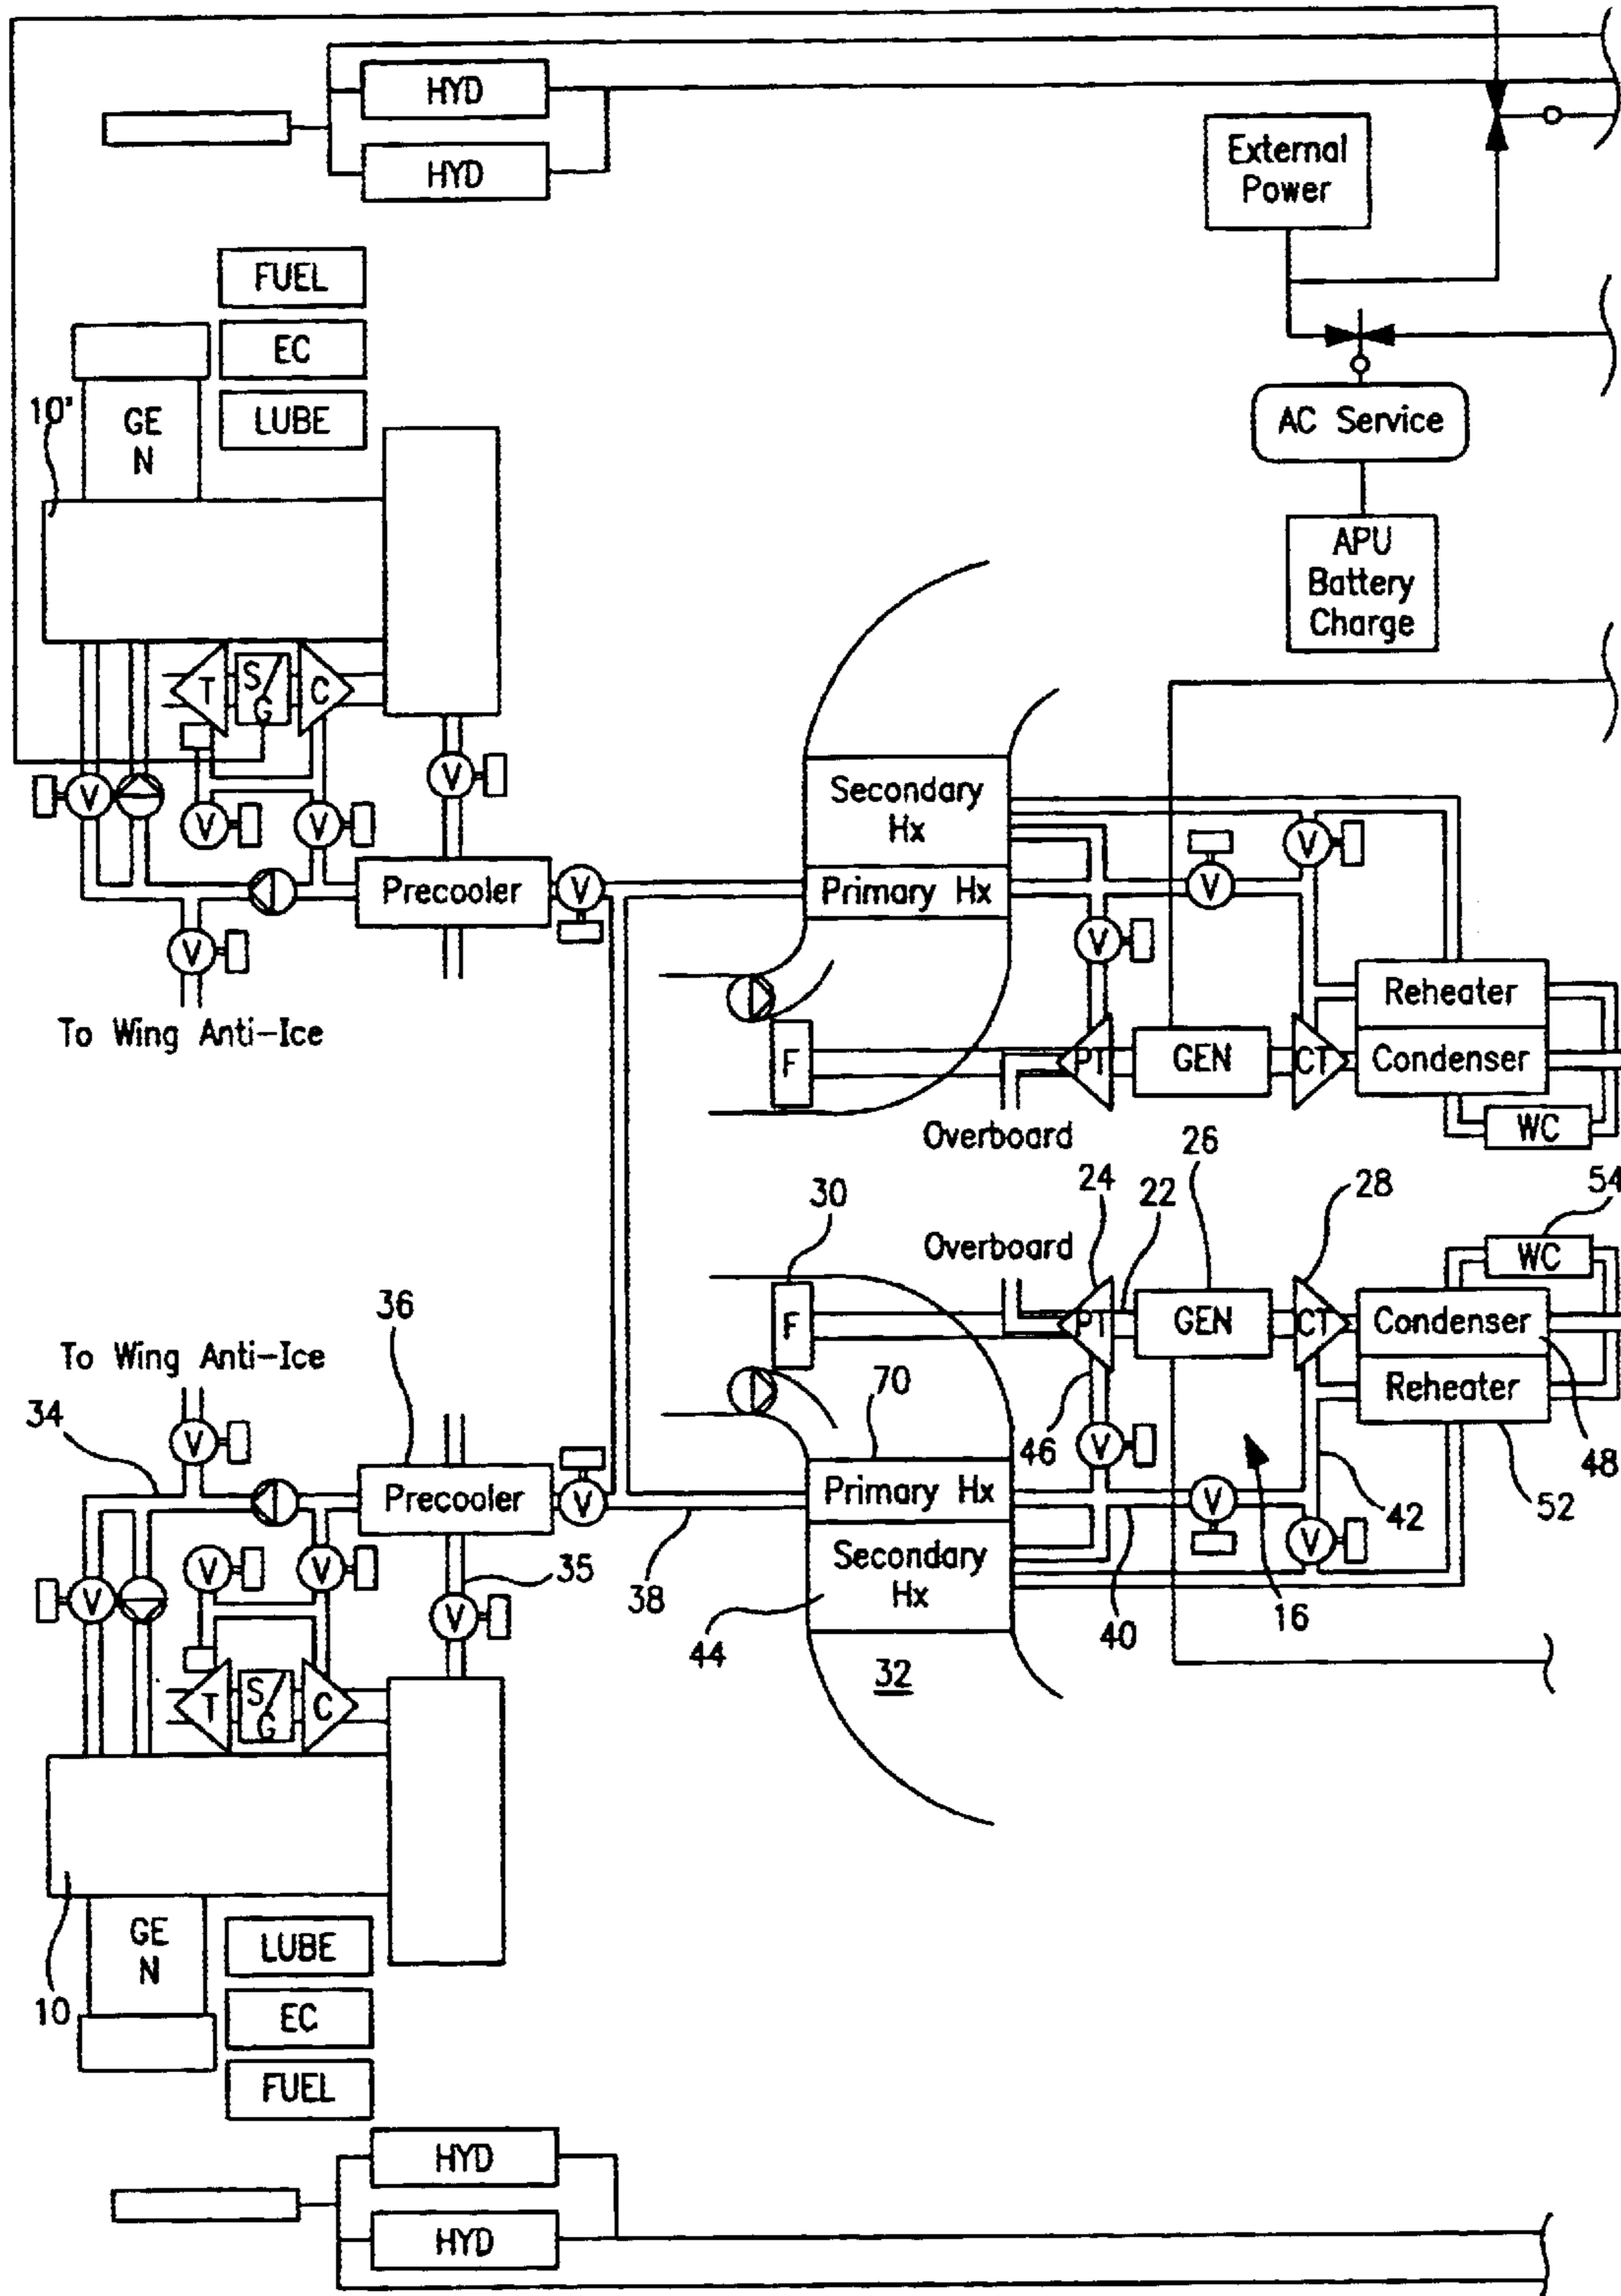 HYD
HYD
External
Power
FUEL
EC
LUBE
10'
GE
N
AC Service
APU
Battery
Charge
T
S/
G
C
V
V
V
V
V
Precooler
V
V
To Wing Anti-Ice
Secondary
Hx
Primary Hx
V
V
V
Reheater
F
PT
GEN
CT
Condenser
WC
Overboard
26
24
22
28
54
30
Overboard
WC
F
PT
GEN
CT
Condenser
36
To Wing Anti-Ice
70
Reheater
34
V
46
V
48
Precooler
V
Primary Hx
V
42
52
V
V
35
V
Secondary
Hx
V
V
38
V
44
40
16
T
S/
G
C
32
10
GE
N
LUBE
EC
FUEL
HYD
HYD